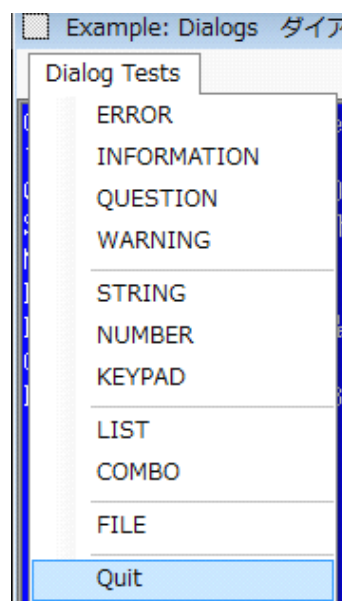 Example: Dialogs ダイア
Dialog Tests
ERROR
INFORMATION
QUESTION
WARNING
STRING
NUMBER
KEYPAD
LIST
COMBO
FILE
Quit